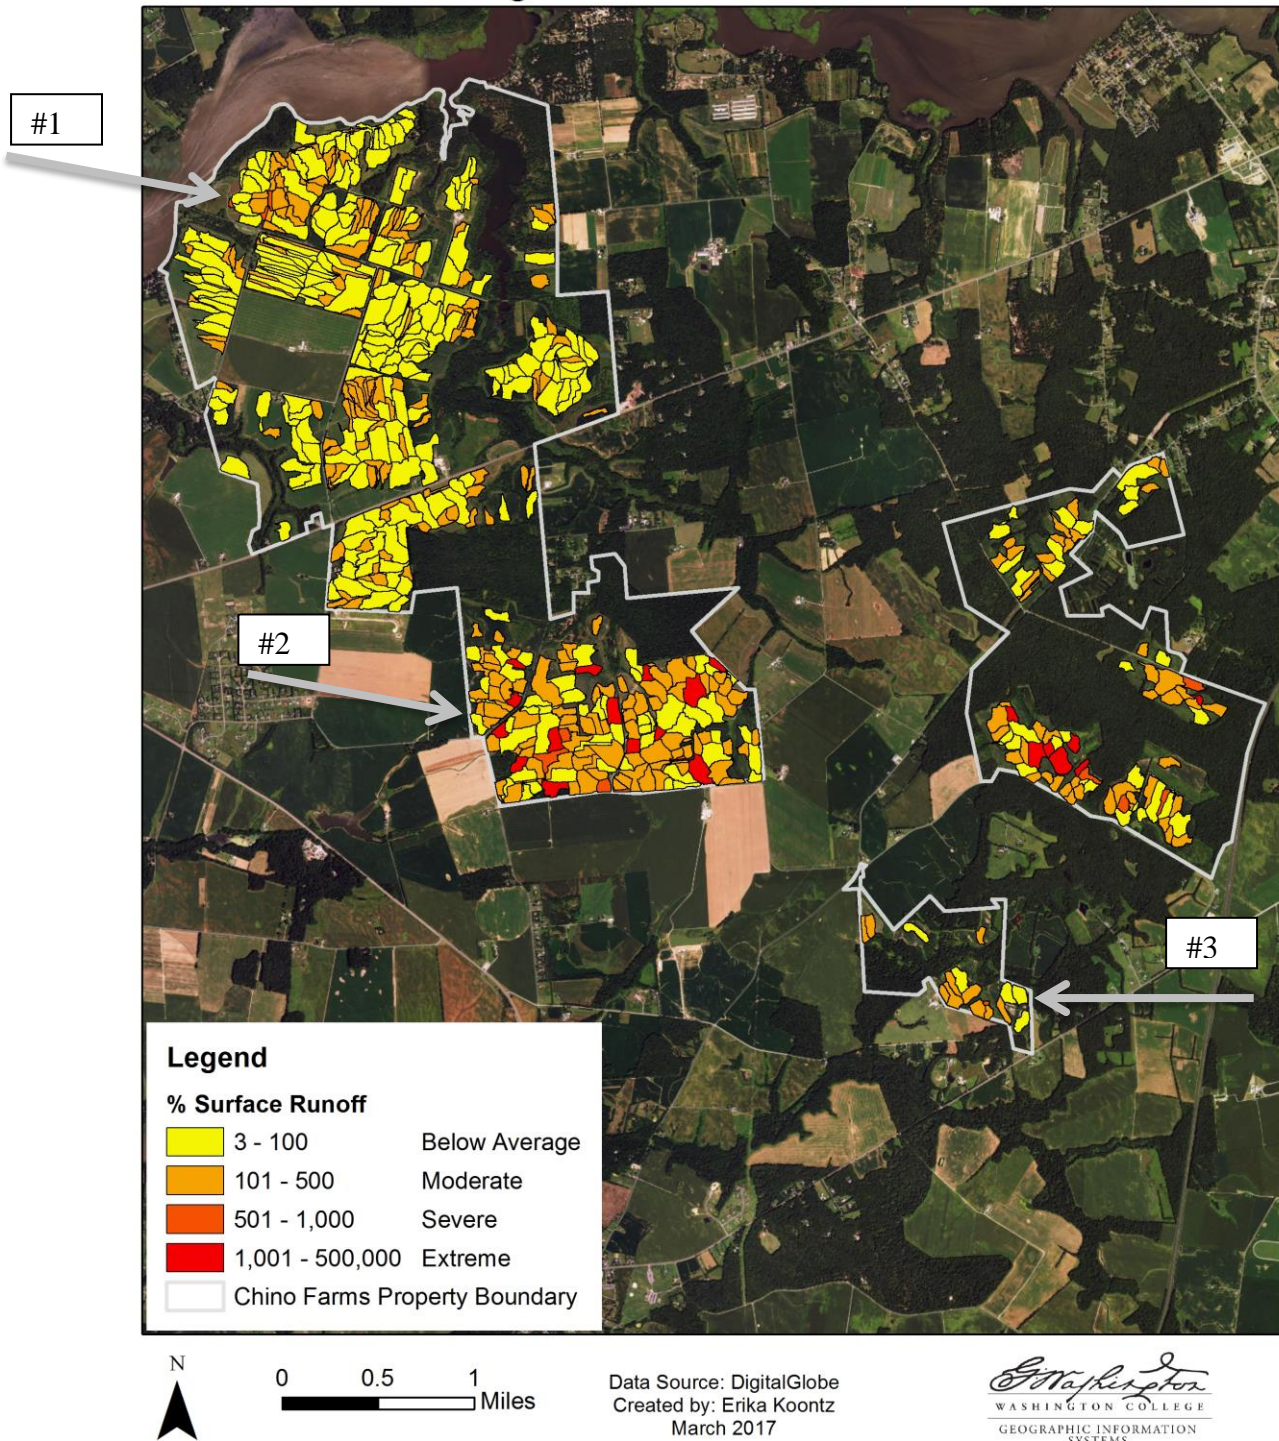 #1
#2
#3
Legend
% Surface Runoff
3 - 100 Below Average
101 - 500 Moderate
501 - 1,000 Severe
1,001 - 500,000 Extreme
Chino Farms Property Boundary
N
0 0.5 1
Miles
Data Source: DigitalGlobe
Created by: Erika Koontz
March 2017
G Washington
WASHINGTON COLLEGE
GEOGRAPHIC INFORMATION
SYSTEMS